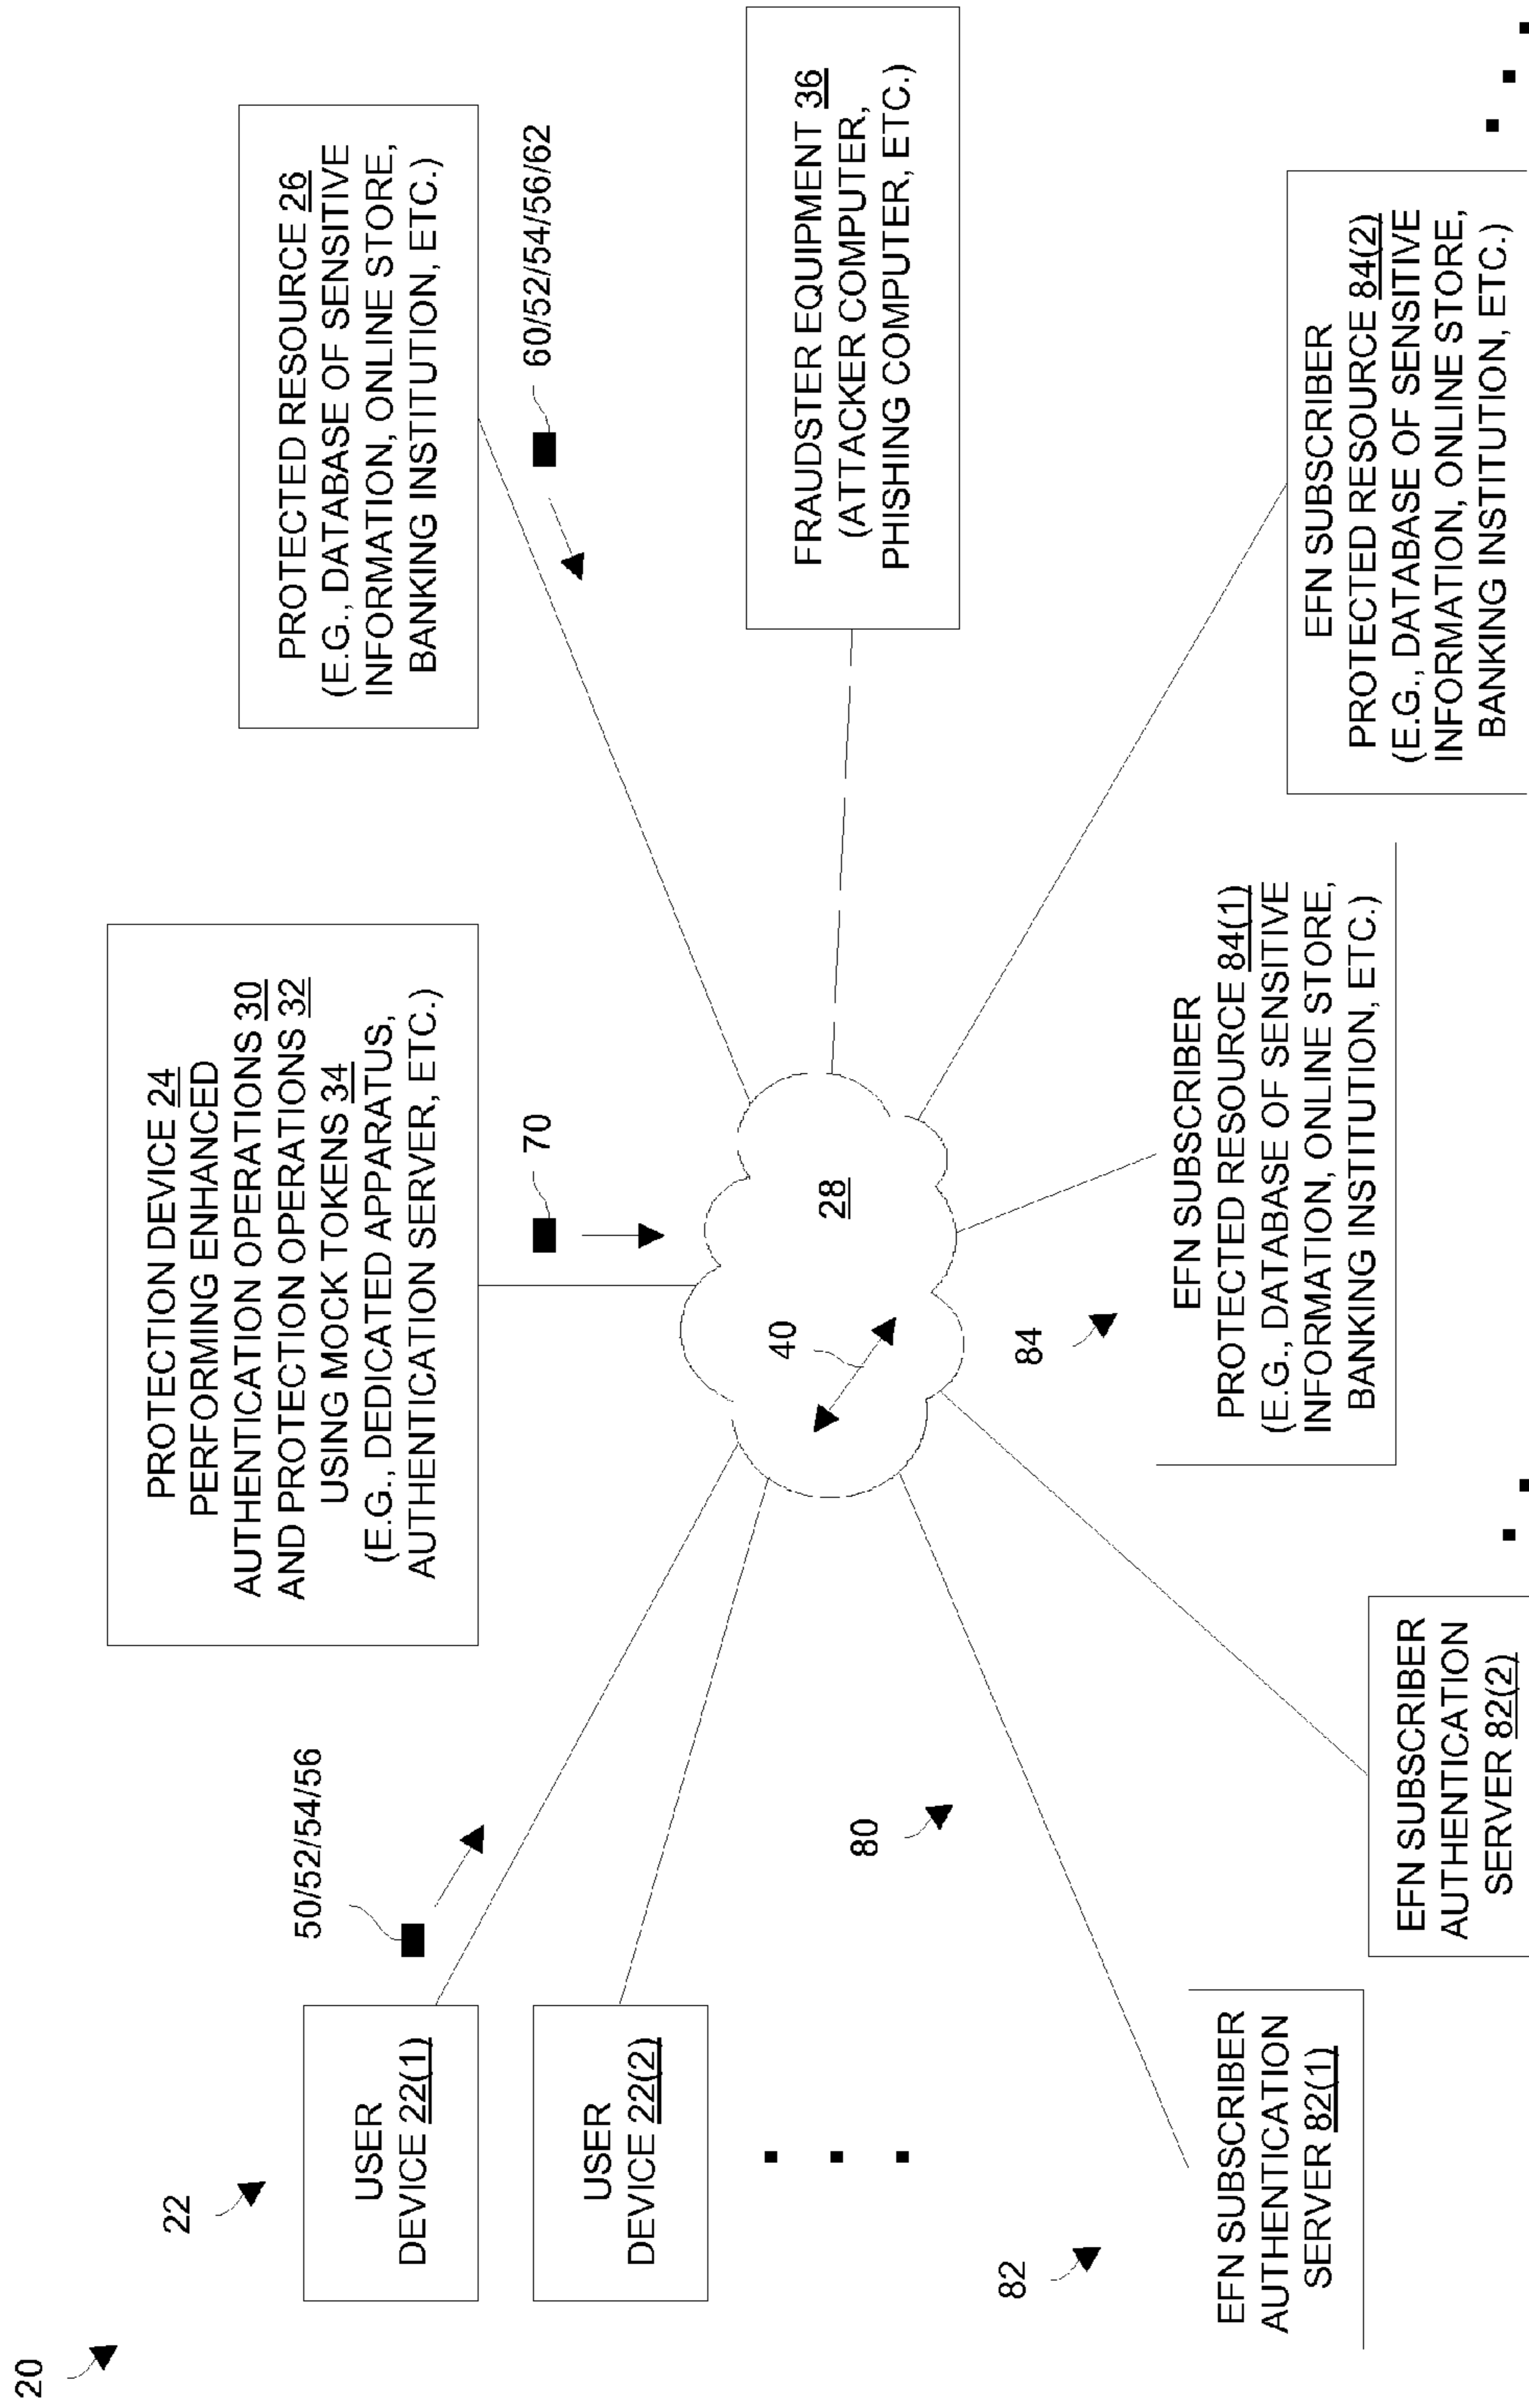 20
22
USER
DEVICE 22(1)
USER
DEVICE 22(2)
50/52/54/56
PROTECTION DEVICE 24
PERFORMING ENHANCED
AUTHENTICATION OPERATIONS 30
AND PROTECTION OPERATIONS 32
USING MOCK TOKENS 34
(E.G., DEDICATED APPARATUS,
AUTHENTICATION SERVER, ETC.)
70
PROTECTED RESOURCE 26
(E.G., DATABASE OF SENSITIVE
INFORMATION, ONLINE STORE,
BANKING INSTITUTION, ETC.)
60/52/54/56/62
FRAUDSTER EQUIPMENT 36
(ATTACKER COMPUTER,
PHISHING COMPUTER, ETC.)
28
40
80
82
EFN SUBSCRIBER
AUTHENTICATION
SERVER 82(1)
EFN SUBSCRIBER
AUTHENTICATION
SERVER 82(2)
84
EFN SUBSCRIBER
PROTECTED RESOURCE 84(1)
(E.G., DATABASE OF SENSITIVE
INFORMATION, ONLINE STORE,
BANKING INSTITUTION, ETC.)
EFN SUBSCRIBER
PROTECTED RESOURCE 84(2)
(E.G., DATABASE OF SENSITIVE
INFORMATION, ONLINE STORE,
BANKING INSTITUTION, ETC.)